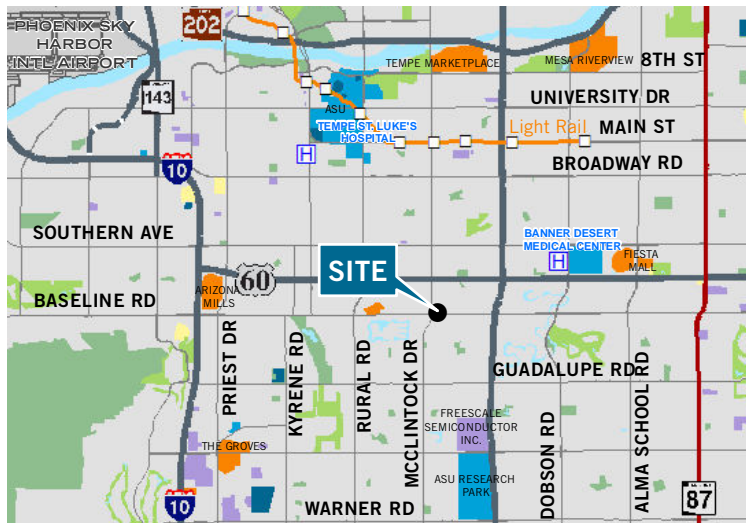 PHOENIX SKY
HARBOR
INTL AIRPORT
202
TEMPE MARKETPLACE
MESA RIVERVIEW
8TH ST
143
ASU
UNIVERSITY DR
TEMPE ST LUKE'S
HOSPITAL
Light Rail
MAIN ST
H
BROADWAY RD
10
SOUTHERN AVE
BANNER DESERT
MEDICAL CENTER
H
FIESTA
MALL
SITE
60
ARIZONA
MILLS
BASELINE RD
PRIEST DR
KYRENE RD
RURAL RD
MCCLINTOCK DR
GUADALUPE RD
FREESCALE
SEMICONDUCTOR
INC.
DOBSON RD
ALMA SCHOOL RD
THE GROVES
ASU RESEARCH
PARK
10
WARNER RD
87